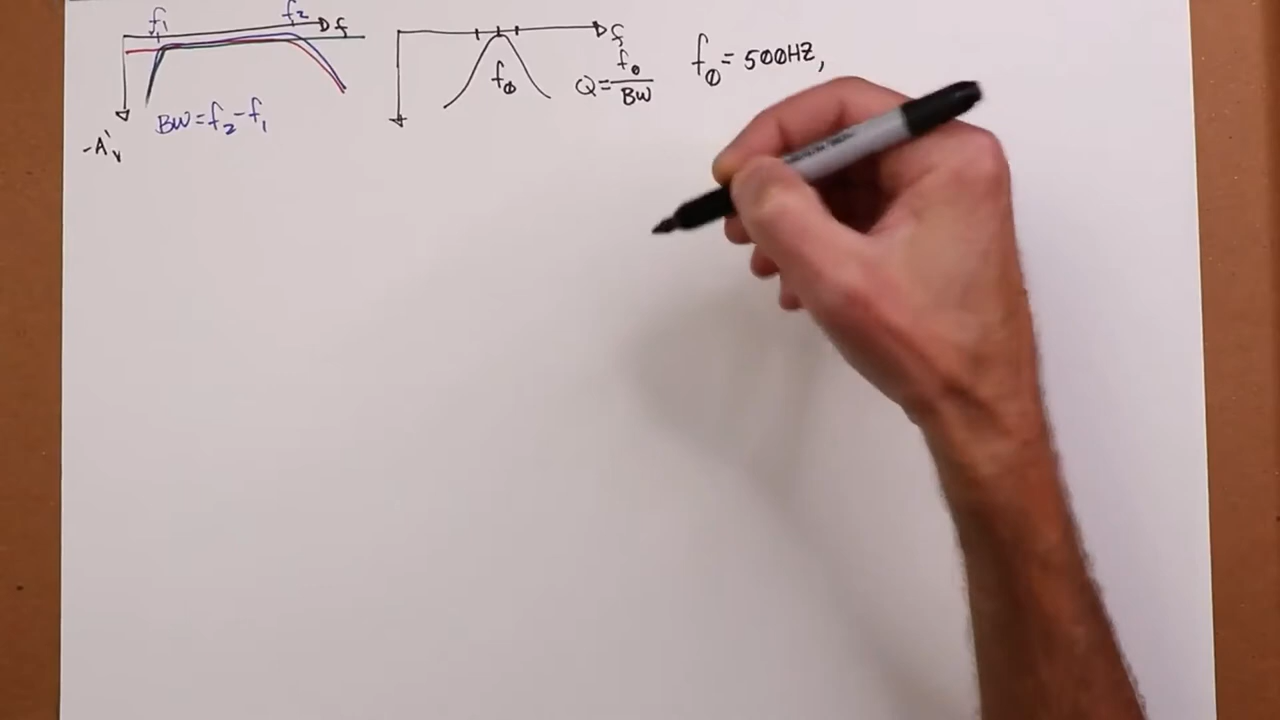 f₁ f₂ f
-A'ᵥ
BW=f₂-f₁
f
f₀
Q=f₀/BW
f₀=500HZ,